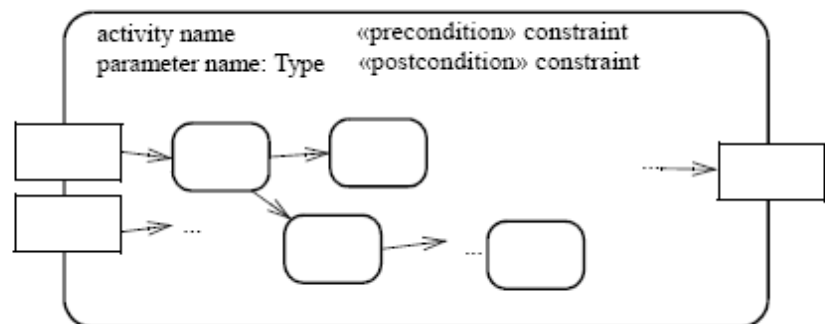 activity name «precondition» constraint
parameter name: Type «postcondition» constraint
...
...
...